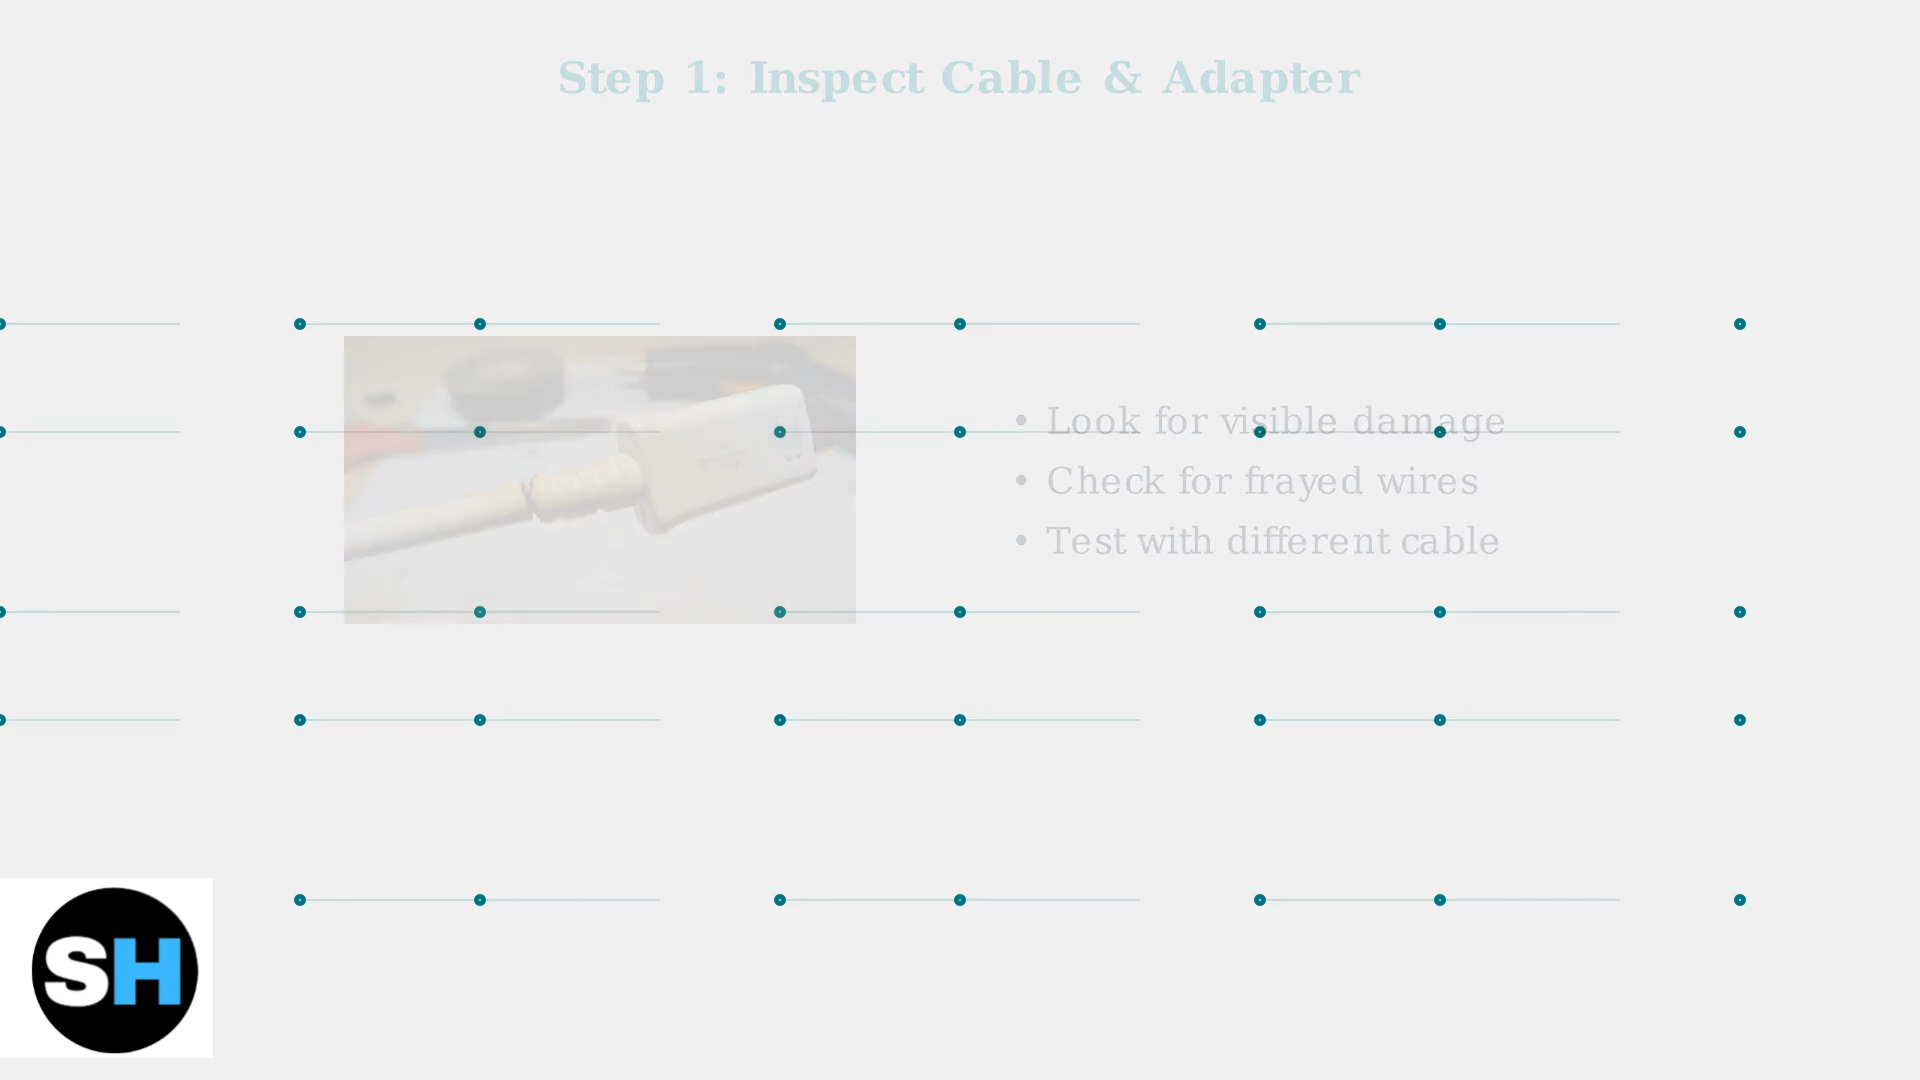 Step 1: Inspect Cable & Adapter
• Look for visible damage
• Check for frayed wires
• Test with different cable
SH